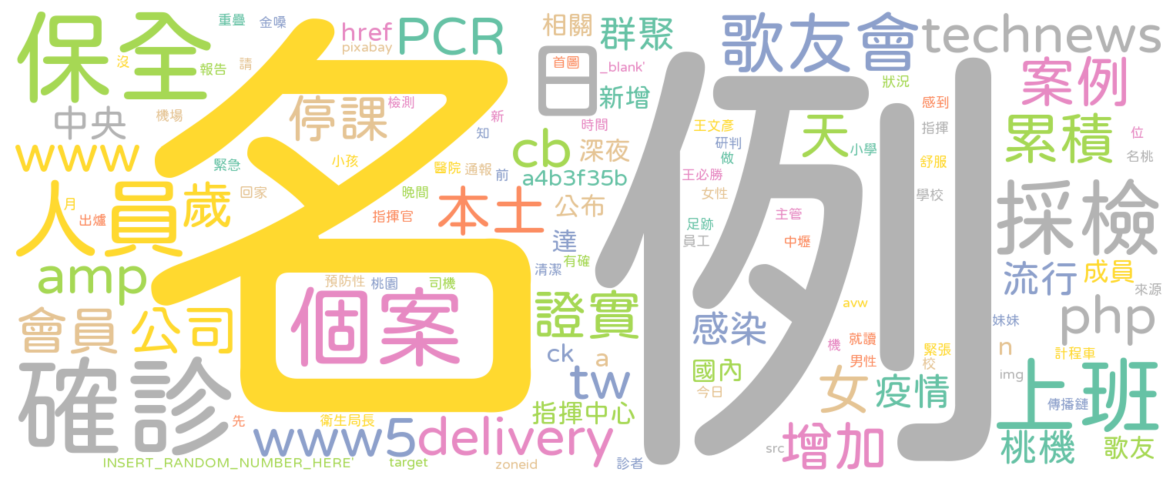 重疊
金嗓
href
pixabay
PCR
相關
群聚
歌友會
technews
保全
沒
報告
請
名
首圖
_blank'
日
新增
例
狀況
案例
中央
機場
停課
檢測
新
知
時間
王文彥
研判
做
天
小學
感到
指揮
累積
位
名桃
www
緊急
小孩
醫院
通報
前
cb
深夜
a4b3f35b
王必勝
女性
舒服
學校
人員
歲
月
出爐
回家
晚間
指揮官
本土
公布
足跡
員工
主管
中壢
採檢
達
有確
清潔
amp
預防性
桃園
司機
流行
成員
來源
會員
公司
個案
證實
感染
avw
就讀
機
男性
妹妹
php
n
緊張
校
計程車
確診
ck
a
tw
國內
今日
女
疫情
img
上班
傳播鏈
指揮中心
先
衛生局長
www5
delivery
診者
src
增加
桃機
歌友
INSERT_RANDOM_NUMBER_HERE'
target
zoneid